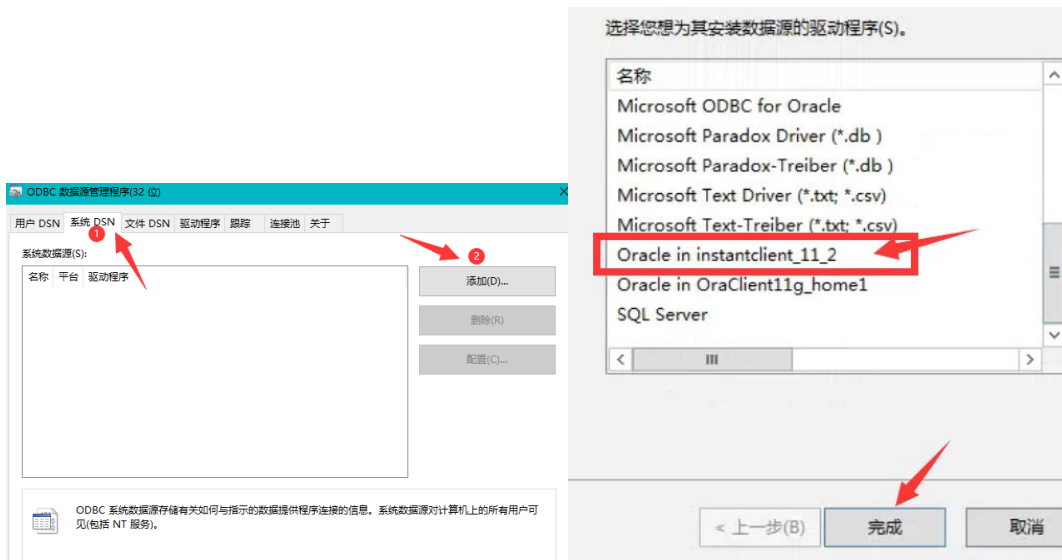 ODBC 数据源管理程序(32 位)
用户 DSN 系统 DSN 文件 DSN 驱动程序 跟踪 连接池 关于
1
系统数据源(S):
名称 平台 驱动程序
2
添加(D)...
删除(R)
配置(C)...
ODBC 系统数据源存储有关如何与指示的数据提供程序连接的信息。系统数据源对计算机上的所有用户可
见(包括 NT 服务)。
选择您想为其安装数据源的驱动程序(S)。
名称
Microsoft ODBC for Oracle
Microsoft Paradox Driver (*.db )
Microsoft Paradox-Treiber (*.db )
Microsoft Text Driver (*.txt; *.csv)
Microsoft Text-Treiber (*.txt; *.csv)
Oracle in instantclient_11_2
Oracle in OraClient11g_home1
SQL Server
< 上一步(B) 完成 取消